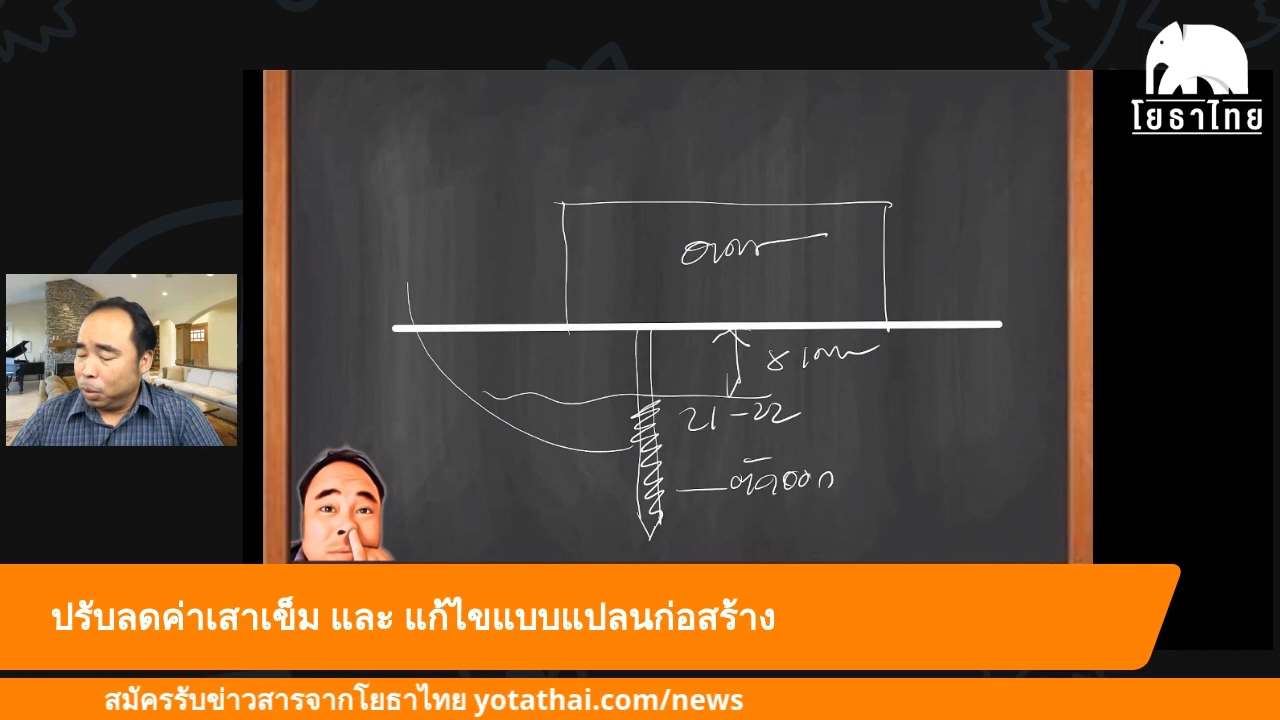 โยธาไทย
อาคาร
8 เมตร
21-22
ตัดออก
ปรับลดค่าเสาเข็ม และ แก้ไขแบบแปลนก่อสร้าง
สมัครรับข่าวสารจากโยธาไทย yotathai.com/news